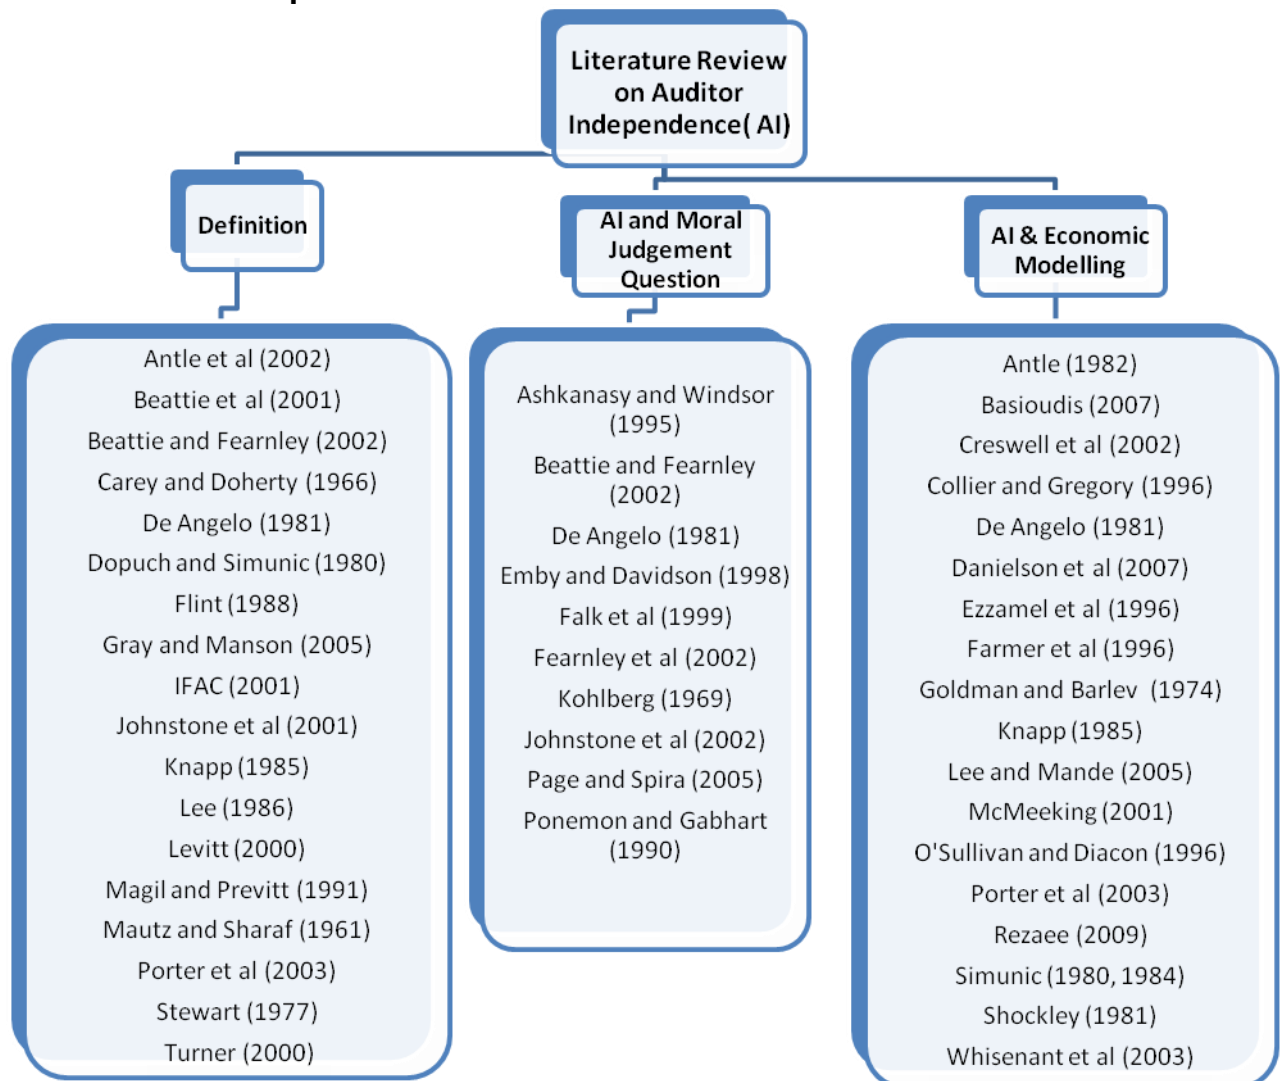 Literature Review
on Auditor
Independence( AI)
Definition
AI and Moral
Judgement
Question
AI & Economic
Modelling
Antle et al (2002)
Beattie et al (2001)
Beattie and Fearnley (2002)
Carey and Doherty (1966)
De Angelo (1981)
Dopuch and Simunic (1980)
Flint (1988)
Gray and Manson (2005)
IFAC (2001)
Johnstone et al (2001)
Knapp (1985)
Lee (1986)
Levitt (2000)
Magil and Previtt (1991)
Mautz and Sharaf (1961)
Porter et al (2003)
Stewart (1977)
Turner (2000)
Ashkanasy and Windsor
(1995)
Beattie and Fearnley
(2002)
De Angelo (1981)
Emby and Davidson (1998)
Falk et al (1999)
Fearnley et al (2002)
Kohlberg (1969)
Johnstone et al (2002)
Page and Spira (2005)
Ponemon and Gabhart
(1990)
Antle (1982)
Basioudis (2007)
Creswell et al (2002)
Collier and Gregory (1996)
De Angelo (1981)
Danielson et al (2007)
Ezzamel et al (1996)
Farmer et al (1996)
Goldman and Barlev (1974)
Knapp (1985)
Lee and Mande (2005)
McMeeking (2001)
O'Sullivan and Diacon (1996)
Porter et al (2003)
Rezaee (2009)
Simunic (1980, 1984)
Shockley (1981)
Whisenant et al (2003)